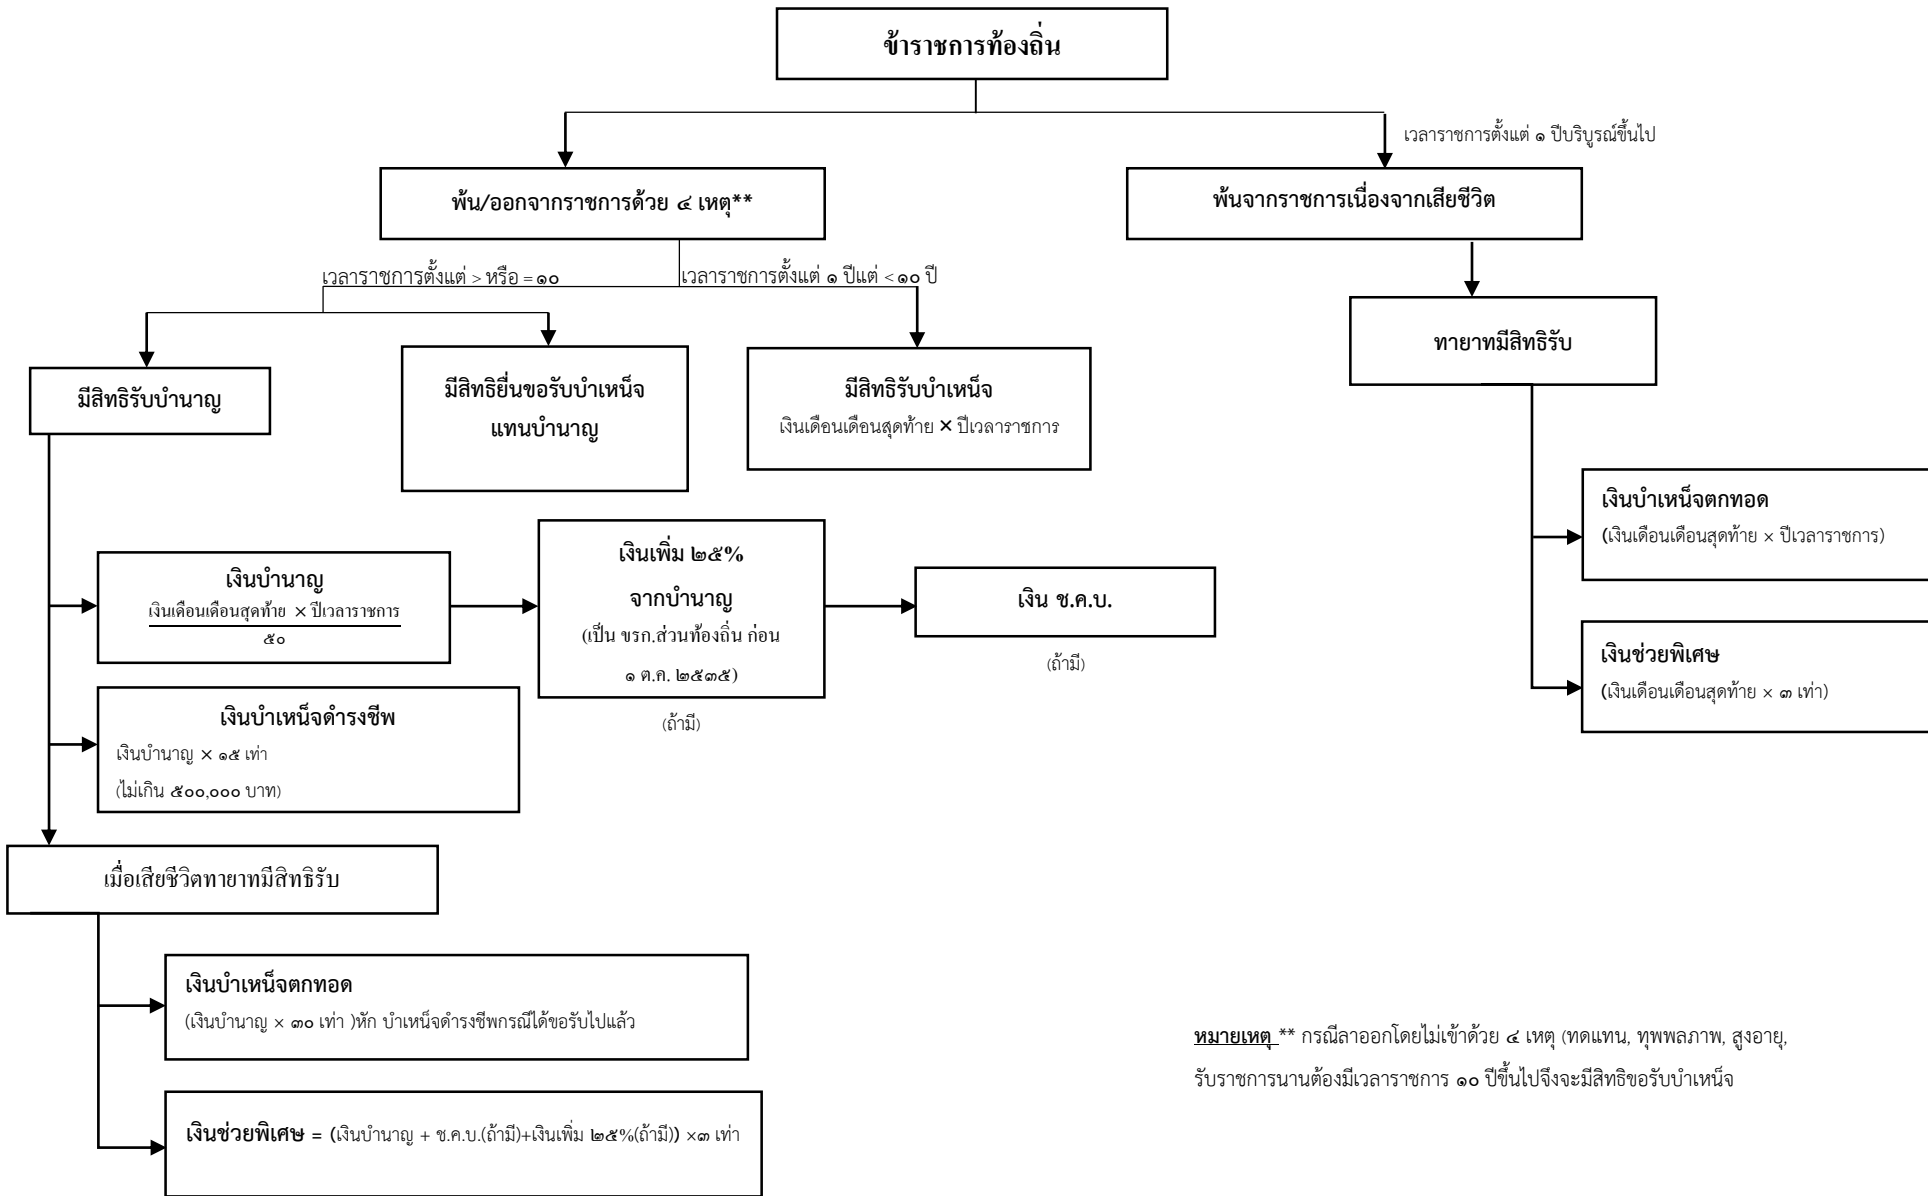 ข้าราชการท้องถิ่น
เวลาราชการตั้งแต่ ๑ ปีบริบูรณ์ขึ้นไป
พ้น/ออกจากราชการด้วย ๔ เหตุ**
พ้นจากราชการเนื่องจากเสียชีวิต
เวลาราชการตั้งแต่ > หรือ = ๑๐
เวลาราชการตั้งแต่ ๑ ปีแต่ < ๑๐ ปี
มีสิทธิรับบำนาญ
มีสิทธิยื่นขอรับบำเหน็จ
แทนบำนาญ
มีสิทธิรับบำเหน็จ
เงินเดือนเดือนสุดท้าย × ปีเวลาราชการ
ทายาทมีสิทธิรับ
เงินบำเหน็จตกทอด
(เงินเดือนเดือนสุดท้าย × ปีเวลาราชการ)
เงินช่วยพิเศษ
(เงินเดือนเดือนสุดท้าย × ๓ เท่า)
เงินบำนาญ
เงินเดือนเดือนสุดท้าย × ปีเวลาราชการ
๕๐
เงินเพิ่ม ๒๕%
จากบำนาญ
(เป็น ขรก.ส่วนท้องถิ่น ก่อน
๑ ต.ค. ๒๕๓๕)
(ถ้ามี)
เงิน ช.ค.บ.
(ถ้ามี)
เงินบำเหน็จดำรงชีพ
เงินบำนาญ × ๑๕ เท่า
(ไม่เกิน ๕๐๐,๐๐๐ บาท)
เมื่อเสียชีวิตทายาทมีสิทธิรับ
เงินบำเหน็จตกทอด
(เงินบำนาญ × ๓๐ เท่า )หัก บำเหน็จดำรงชีพกรณีได้ขอรับไปแล้ว
เงินช่วยพิเศษ = (เงินบำนาญ + ช.ค.บ.(ถ้ามี)+เงินเพิ่ม ๒๕%(ถ้ามี)) ×๓ เท่า
หมายเหตุ ** กรณีลาออกโดยไม่เข้าด้วย ๔ เหตุ (ทดแทน, ทุพพลภาพ, สูงอายุ,
รับราชการนานต้องมีเวลาราชการ ๑๐ ปีขึ้นไปจึงจะมีสิทธิขอรับบำเหน็จ